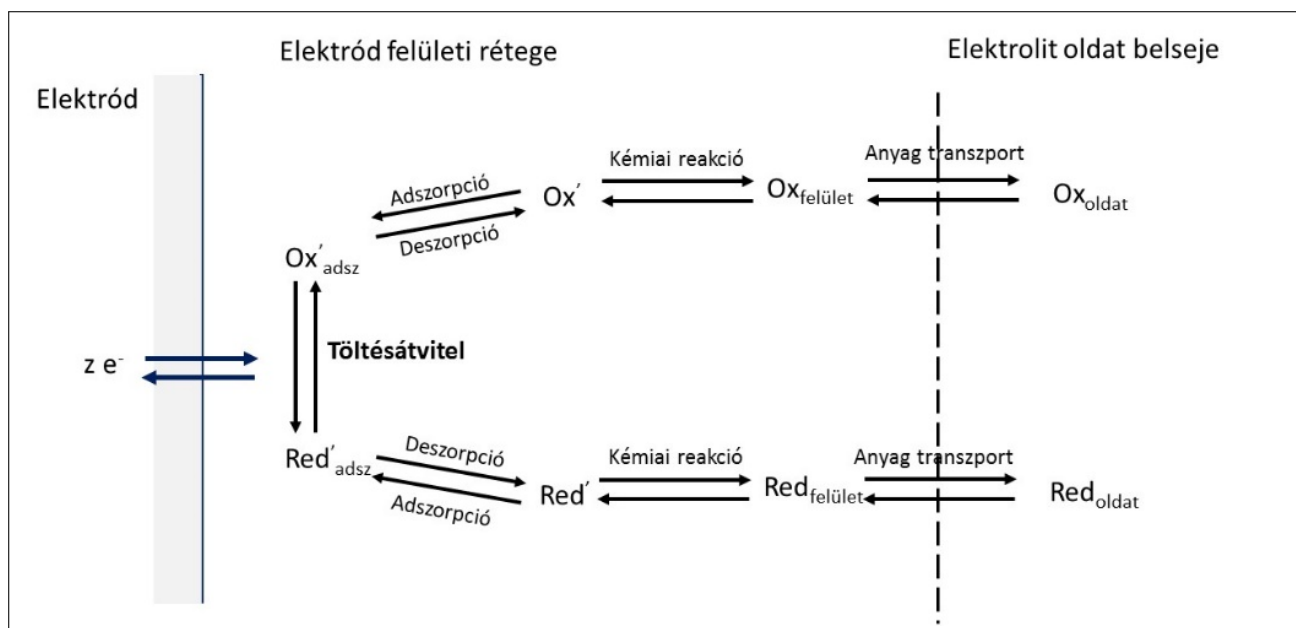 Elektród felületi rétege
Elektrolit oldat belseje
Elektród
Kémiai reakció
Anyag transzport
Adszorpció
Ox'
Oxfelület
Oxoldat
Deszorpció
Ox'adsz
z e-
Töltésátvitel
Red'adsz
Deszorpció
Kémiai reakció
Anyag transzport
Adszorpció
Red'
Redfelület
Redoldat